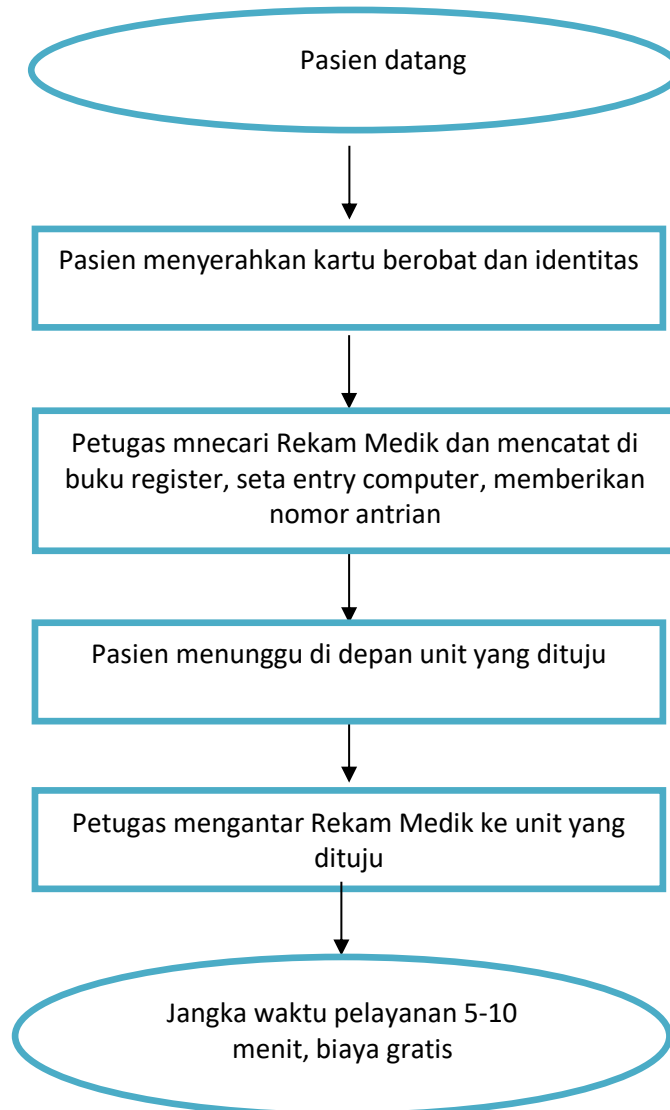 Pasien datang
Pasien menyerahkan kartu berobat dan identitas
Petugas mnecari Rekam Medik dan mencatat di
buku register, seta entry computer, memberikan
nomor antrian
Pasien menunggu di depan unit yang dituju
Petugas mengantar Rekam Medik ke unit yang
dituju
Jangka waktu pelayanan 5-10
menit, biaya gratis